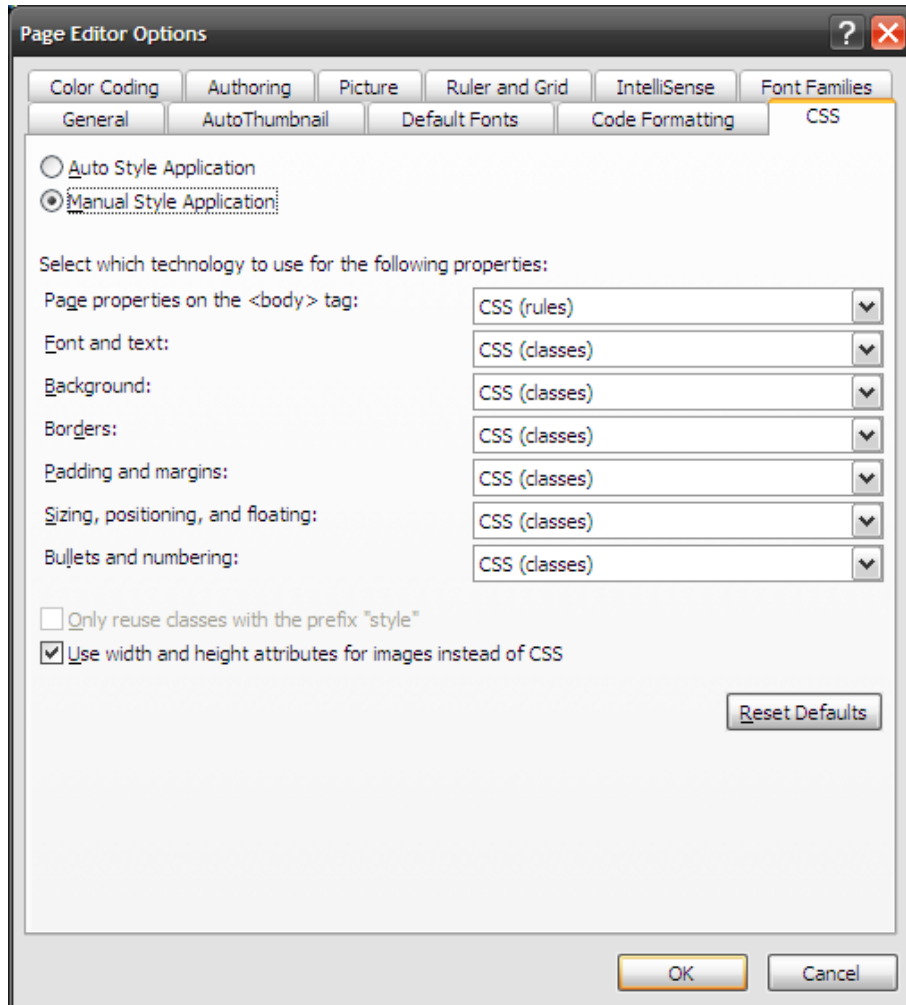 Page Editor Options
?
Color Coding Authoring Picture Ruler and Grid IntelliSense Font Families
General AutoThumbnail Default Fonts Code Formatting CSS
Auto Style Application
Manual Style Application
Select which technology to use for the following properties:
Page properties on the <body> tag: CSS (rules)
Font and text: CSS (classes)
Background: CSS (classes)
Borders: CSS (classes)
Padding and margins: CSS (classes)
Sizing, positioning, and floating: CSS (classes)
Bullets and numbering: CSS (classes)
Only reuse classes with the prefix "style"
Use width and height attributes for images instead of CSS
Reset Defaults
OK Cancel